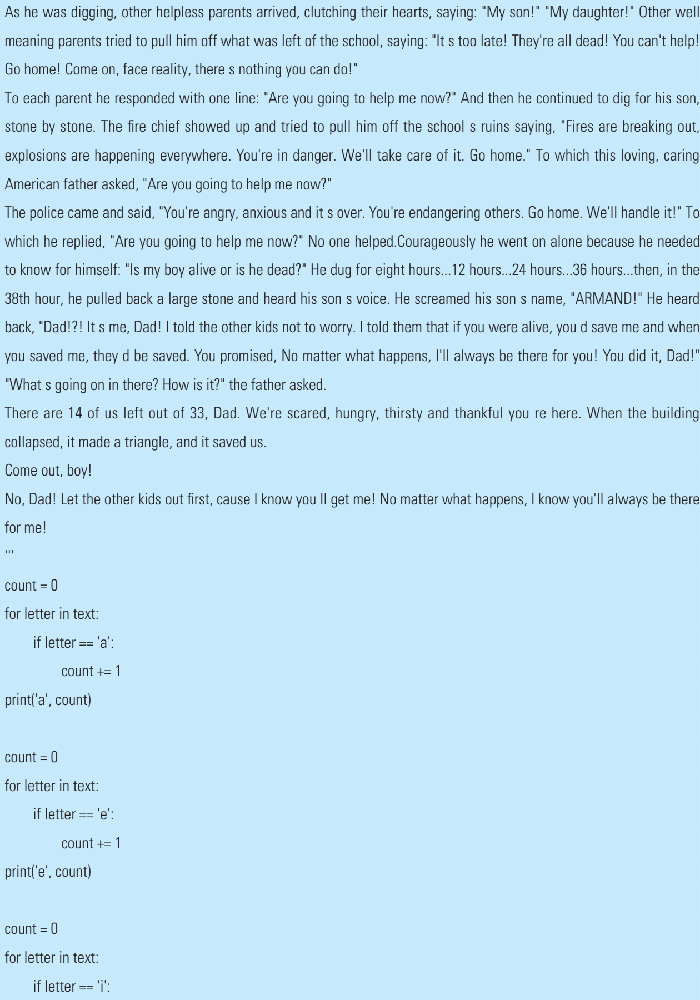 As he was digging, other helpless parents arrived, clutching their hearts, saying: "My son!" "My daughter!" Other well
meaning parents tried to pull him off what was left of the school, saying: "It s too late! They're all dead! You can't help!
Go home! Come on, face reality, there s nothing you can do!"
To each parent he responded with one line: "Are you going to help me now?" And then he continued to dig for his son,
stone by stone. The fire chief showed up and tried to pull him off the school s ruins saying, "Fires are breaking out,
explosions are happening everywhere. You're in danger. We'll take care of it. Go home." To which this loving, caring
American father asked, "Are you going to help me now?"
The police came and said, "You're angry, anxious and it s over. You're endangering others. Go home. We'll handle it!" To
which he replied, "Are you going to help me now?" No one helped.Courageously he went on alone because he needed
to know for himself: "Is my boy alive or is he dead?" He dug for eight hours...12 hours...24 hours...36 hours...then, in the
38th hour, he pulled back a large stone and heard his son s voice. He screamed his son s name, "ARMAND!" He heard
back, "Dad!?! It s me, Dad! I told the other kids not to worry. I told them that if you were alive, you d save me and when
you saved me, they d be saved. You promised, No matter what happens, I'll always be there for you! You did it, Dad!"
"What s going on in there? How is it?" the father asked.
There are 14 of us left out of 33, Dad. We're scared, hungry, thirsty and thankful you re here. When the building
collapsed, it made a triangle, and it saved us.
Come out, boy!
No, Dad! Let the other kids out first, cause I know you ll get me! No matter what happens, I know you'll always be there
for me!
'''
count = 0
for letter in text:
    if letter == 'a':
        count += 1
print('a', count)

count = 0
for letter in text:
    if letter == 'e':
        count += 1
print('e', count)

count = 0
for letter in text:
    if letter == 'i':